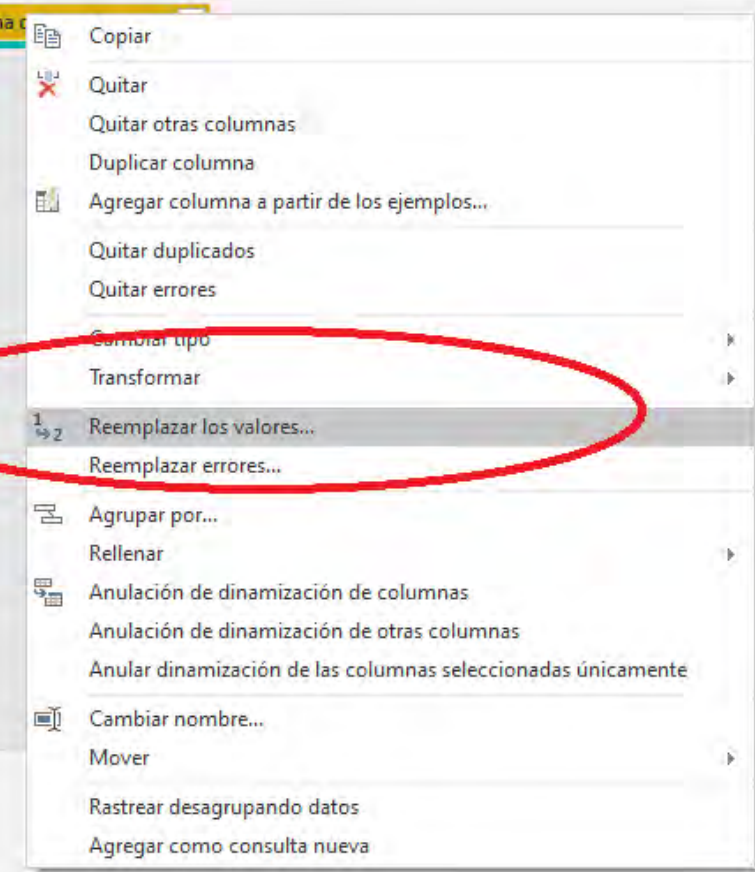 Copiar
Quitar
Quitar otras columnas
Duplicar columna
Agregar columna a partir de los ejemplos...
Quitar duplicados
Quitar errores
Cambiar tipo
Transformar
1 2 Reemplazar los valores...
Reemplazar errores...
Agrupar por...
Rellenar
Anulación de dinamización de columnas
Anulación de dinamización de otras columnas
Anular dinamización de las columnas seleccionadas únicamente
Cambiar nombre...
Mover
Rastrear desagrupando datos
Agregar como consulta nueva